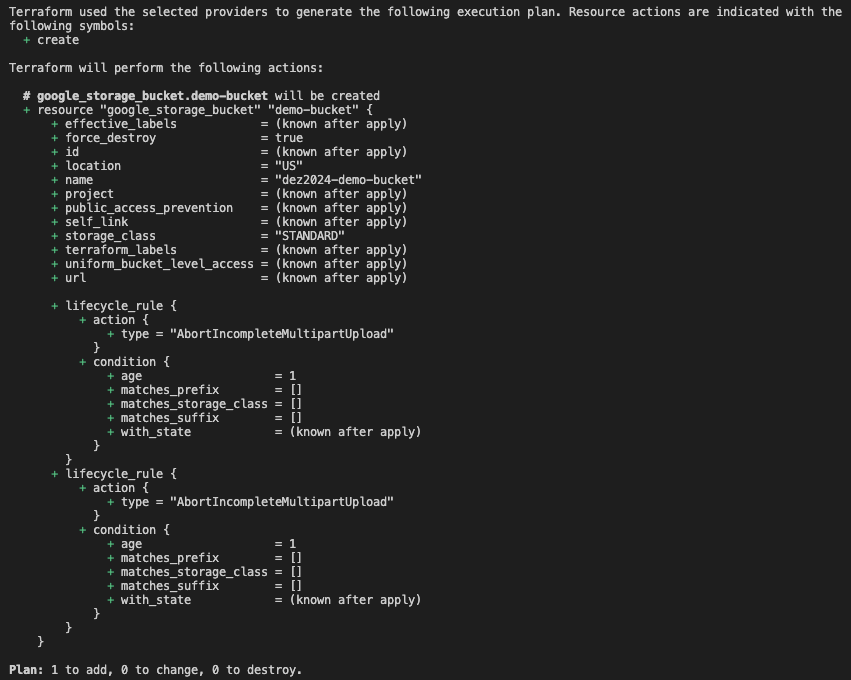 Terraform used the selected providers to generate the following execution plan. Resource actions are indicated with the
following symbols:
  + create

Terraform will perform the following actions:

  # google_storage_bucket.demo-bucket will be created
  + resource "google_storage_bucket" "demo-bucket" {
      + effective_labels            = (known after apply)
      + force_destroy               = true
      + id                          = (known after apply)
      + location                    = "US"
      + name                        = "dez2024-demo-bucket"
      + project                     = (known after apply)
      + public_access_prevention    = (known after apply)
      + self_link                   = (known after apply)
      + storage_class               = "STANDARD"
      + terraform_labels            = (known after apply)
      + uniform_bucket_level_access = (known after apply)
      + url                         = (known after apply)

      + lifecycle_rule {
          + action {
              + type = "AbortIncompleteMultipartUpload"
            }
          + condition {
              + age                   = 1
              + matches_prefix        = []
              + matches_storage_class = []
              + matches_suffix        = []
              + with_state            = (known after apply)
            }
        }
      + lifecycle_rule {
          + action {
              + type = "AbortIncompleteMultipartUpload"
            }
          + condition {
              + age                   = 1
              + matches_prefix        = []
              + matches_storage_class = []
              + matches_suffix        = []
              + with_state            = (known after apply)
            }
        }
    }

Plan: 1 to add, 0 to change, 0 to destroy.